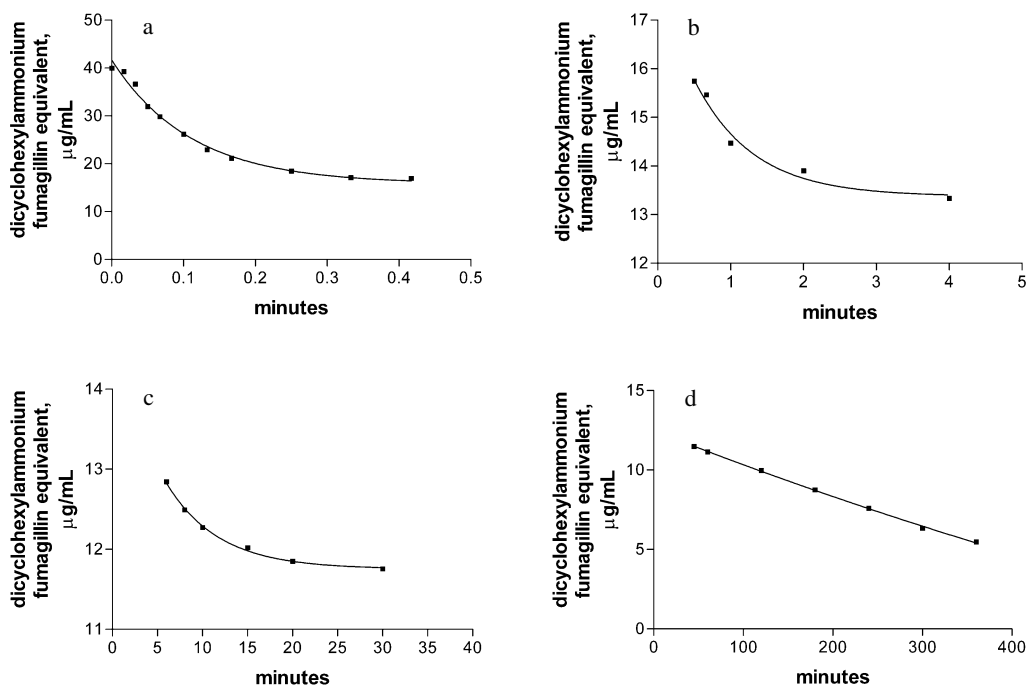 a
dicyclohexylammonium
fumagillin equivalent,
µg/mL
50
40
30
20
10
0
0.0 0.1 0.2 0.3 0.4 0.5
minutes
b
dicyclohexylammonium
fumagillin equivalent,
µg/mL
17
16
15
14
13
12
0 1 2 3 4 5
minutes
c
dicyclohexylammonium
fumagillin equivalent,
µg/mL
14
13
12
11
0 5 10 15 20 25 30 35 40
minutes
d
dicyclohexylammonium
fumagillin equivalent,
µg/mL
15
10
5
0
0 100 200 300 400
minutes